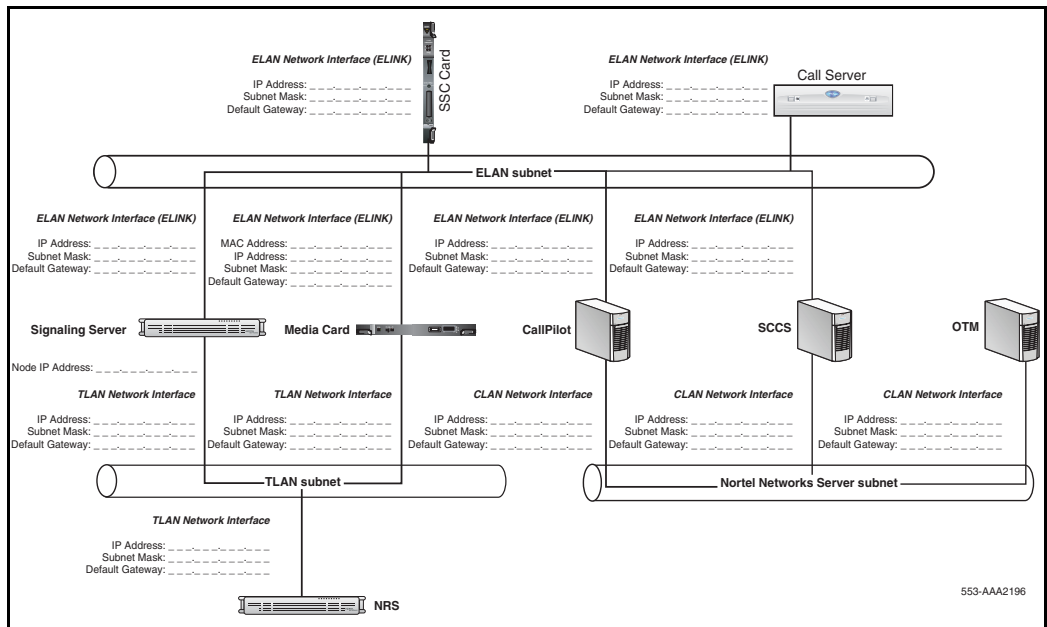 ELAN Network Interface (ELINK)
IP Address: _ _ _._ _ _._ _ _._ _ _
Subnet Mask: _ _ _._ _ _._ _ _._ _ _
Default Gateway: _ _ _._ _ _._ _ _._ _ _
SSC Card
ELAN Network Interface (ELINK)
IP Address: _ _ _._ _ _._ _ _._ _ _
Subnet Mask: _ _ _._ _ _._ _ _._ _ _
Default Gateway: _ _ _._ _ _._ _ _._ _ _
Call Server
ELAN subnet
ELAN Network Interface (ELINK)
IP Address: _ _ _._ _ _._ _ _._ _ _
Subnet Mask: _ _ _._ _ _._ _ _._ _ _
Default Gateway: _ _ _._ _ _._ _ _._ _ _
ELAN Network Interface (ELINK)
MAC Address: _ _ _._ _ _._ _ _._ _ _
IP Address: _ _ _._ _ _._ _ _._ _ _
Subnet Mask: _ _ _._ _ _._ _ _._ _ _
Default Gateway: _ _ _._ _ _._ _ _._ _ _
ELAN Network Interface (ELINK)
IP Address: _ _ _._ _ _._ _ _._ _ _
Subnet Mask: _ _ _._ _ _._ _ _._ _ _
Default Gateway: _ _ _._ _ _._ _ _._ _ _
ELAN Network Interface (ELINK)
IP Address: _ _ _._ _ _._ _ _._ _ _
Subnet Mask: _ _ _._ _ _._ _ _._ _ _
Default Gateway: _ _ _._ _ _._ _ _._ _ _
Signaling Server
Media Card
CallPilot
SCCS
OTM
Node IP Address: _ _ _._ _ _._ _ _._ _ _
TLAN Network Interface
IP Address: _ _ _._ _ _._ _ _._ _ _
Subnet Mask: _ _ _._ _ _._ _ _._ _ _
Default Gateway: _ _ _._ _ _._ _ _._ _ _
TLAN Network Interface
IP Address: _ _ _._ _ _._ _ _._ _ _
Subnet Mask: _ _ _._ _ _._ _ _._ _ _
Default Gateway: _ _ _._ _ _._ _ _._ _ _
CLAN Network Interface
IP Address: _ _ _._ _ _._ _ _._ _ _
Subnet Mask: _ _ _._ _ _._ _ _._ _ _
Default Gateway: _ _ _._ _ _._ _ _._ _ _
CLAN Network Interface
IP Address: _ _ _._ _ _._ _ _._ _ _
Subnet Mask: _ _ _._ _ _._ _ _._ _ _
Default Gateway: _ _ _._ _ _._ _ _._ _ _
CLAN Network Interface
IP Address: _ _ _._ _ _._ _ _._ _ _
Subnet Mask: _ _ _._ _ _._ _ _._ _ _
Default Gateway: _ _ _._ _ _._ _ _._ _ _
TLAN subnet
Nortel Networks Server subnet
TLAN Network Interface
IP Address: _ _ _._ _ _._ _ _._ _ _
Subnet Mask: _ _ _._ _ _._ _ _._ _ _
Default Gateway: _ _ _._ _ _._ _ _._ _ _
NRS
553-AAA2196